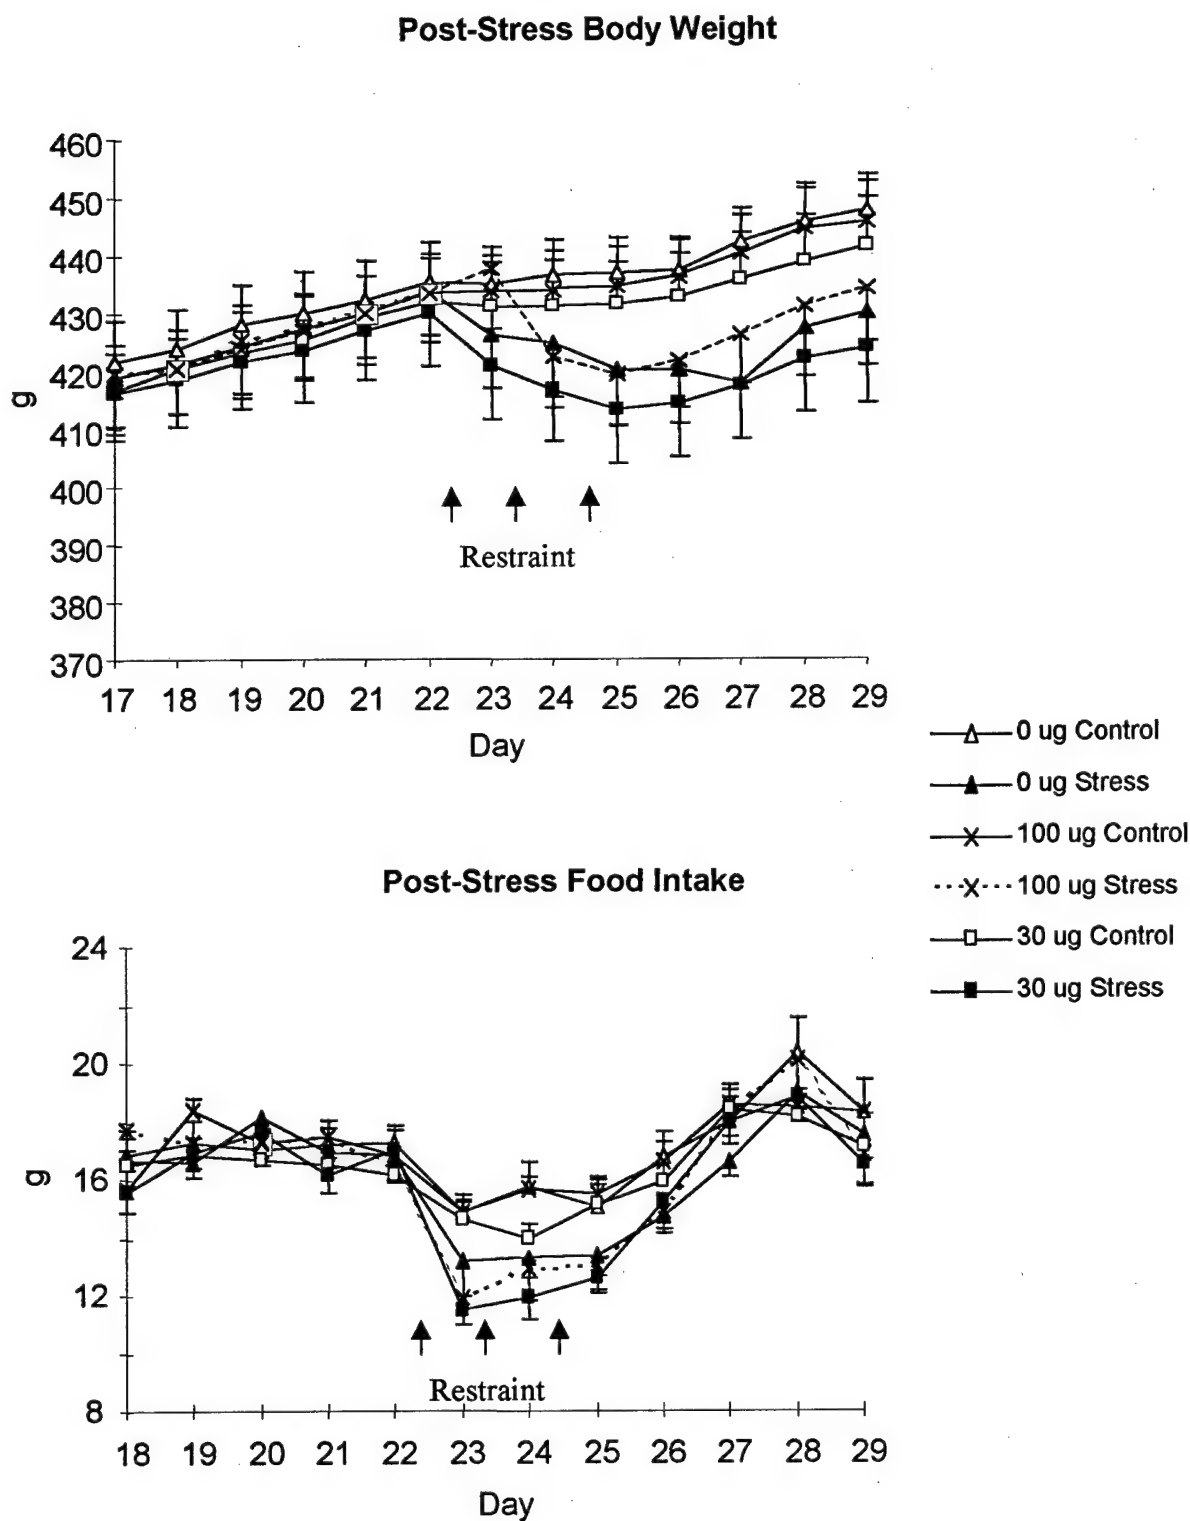 Post-Stress Body Weight
460
450
440
430
420
410
400
390
380
370
g
Restraint
17 18 19 20 21 22 23 24 25 26 27 28 29
Day
0 ug Control
0 ug Stress
100 ug Control
100 ug Stress
30 ug Control
30 ug Stress
Post-Stress Food Intake
24
20
16
12
8
g
Restraint
18 19 20 21 22 23 24 25 26 27 28 29
Day